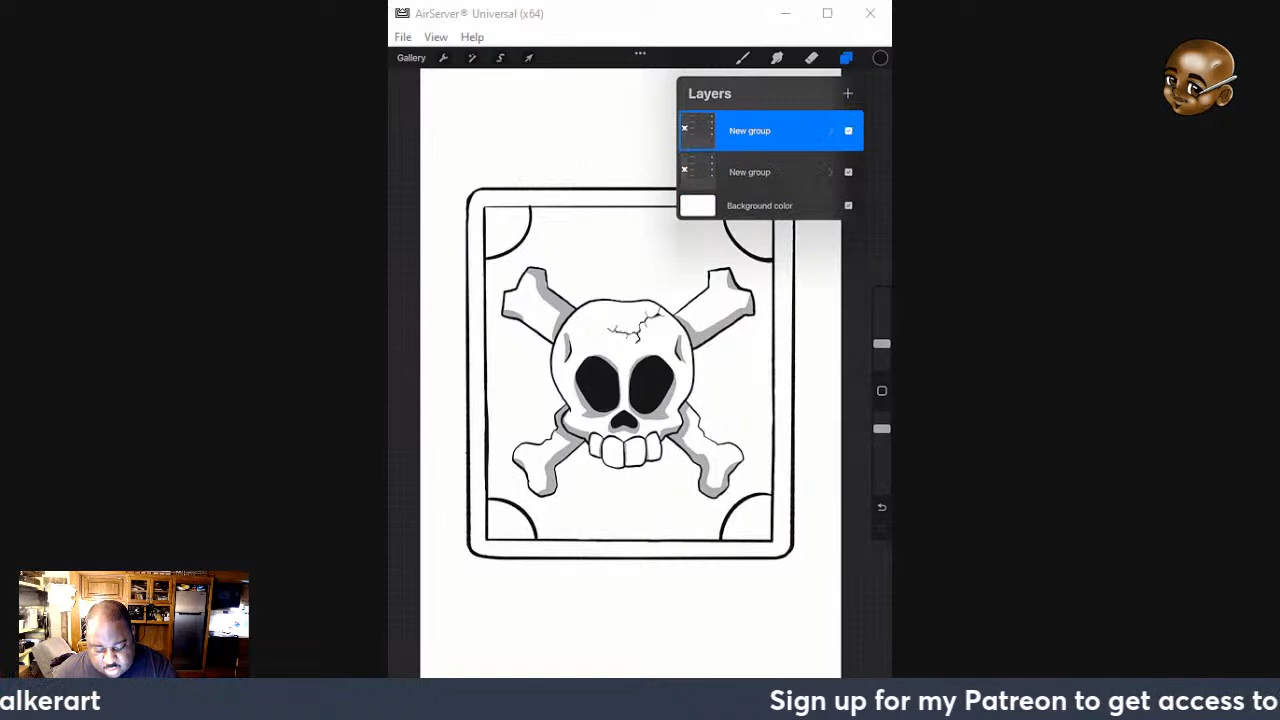 AirServer® Universal (x64)
File View Help
Gallery
Layers
New group
New group
Background color
alkerart Sign up for my Patreon to get access to